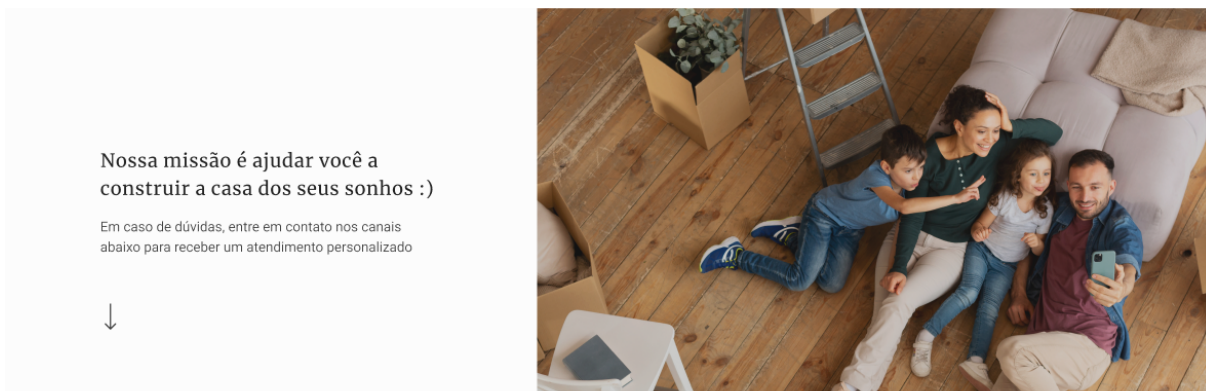 Nossa missão é ajudar você a
construir a casa dos seus sonhos :)
Em caso de dúvidas, entre em contato nos canais
abaixo para receber um atendimento personalizado